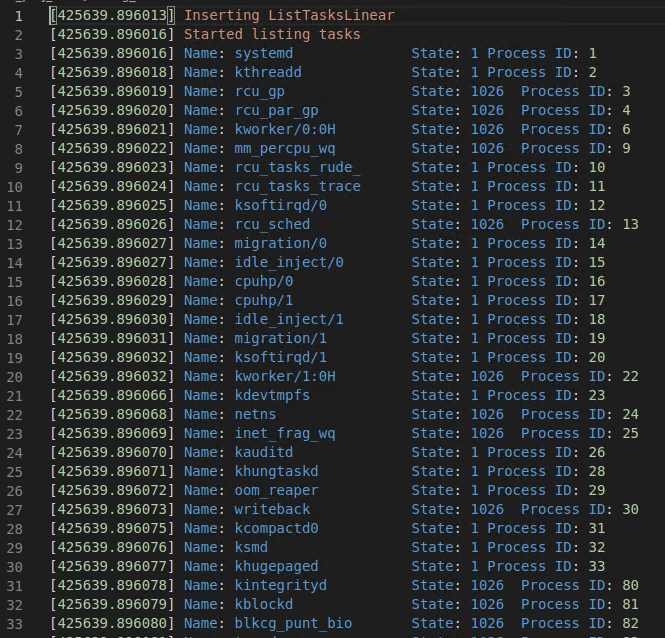 1 [425639.896013] Inserting ListTasksLinear
2 [425639.896016] Started listing tasks
3 [425639.896018] Name: systemd State: 1 Process ID: 1
4 [425639.896018] Name: kthreadd State: 1 Process ID: 2
5 [425639.896019] Name: rcu_gp State: 1026 Process ID: 3
6 [425639.896020] Name: rcu_par_gp State: 1026 Process ID: 4
7 [425639.896021] Name: kworker/0:0H State: 1026 Process ID: 6
8 [425639.896022] Name: mm_percpu_wq State: 1026 Process ID: 9
9 [425639.896023] Name: rcu_tasks_rude_ State: 1 Process ID: 10
10 [425639.896024] Name: rcu_tasks_trace State: 1 Process ID: 11
11 [425639.896025] Name: ksoftirqd/0 State: 1 Process ID: 12
12 [425639.896026] Name: rcu_sched State: 1026 Process ID: 13
13 [425639.896027] Name: migration/0 State: 1 Process ID: 14
14 [425639.896027] Name: idle_inject/0 State: 1 Process ID: 15
15 [425639.896028] Name: cpuhp/0 State: 1 Process ID: 16
16 [425639.896029] Name: cpuhp/1 State: 1 Process ID: 17
17 [425639.896030] Name: idle_inject/1 State: 1 Process ID: 18
18 [425639.896031] Name: migration/1 State: 1 Process ID: 19
19 [425639.896032] Name: ksoftirqd/1 State: 1 Process ID: 20
20 [425639.896032] Name: kworker/1:0H State: 1026 Process ID: 22
21 [425639.896066] Name: kdevtmpfs State: 1 Process ID: 23
22 [425639.896068] Name: netns State: 1026 Process ID: 24
23 [425639.896069] Name: inet_frag_wq State: 1026 Process ID: 25
24 [425639.896070] Name: kauditd State: 1 Process ID: 26
25 [425639.896071] Name: khungtaskd State: 1 Process ID: 28
26 [425639.896072] Name: oom_reaper State: 1 Process ID: 29
27 [425639.896073] Name: writeback State: 1026 Process ID: 30
28 [425639.896075] Name: kcompactd0 State: 1 Process ID: 31
29 [425639.896076] Name: ksmd State: 1 Process ID: 32
30 [425639.896077] Name: khugepaged State: 1 Process ID: 33
31 [425639.896078] Name: kintegrityd State: 1026 Process ID: 80
32 [425639.896079] Name: kblockd State: 1026 Process ID: 81
33 [425639.896080] Name: blkcg_punt_bio State: 1026 Process ID: 82